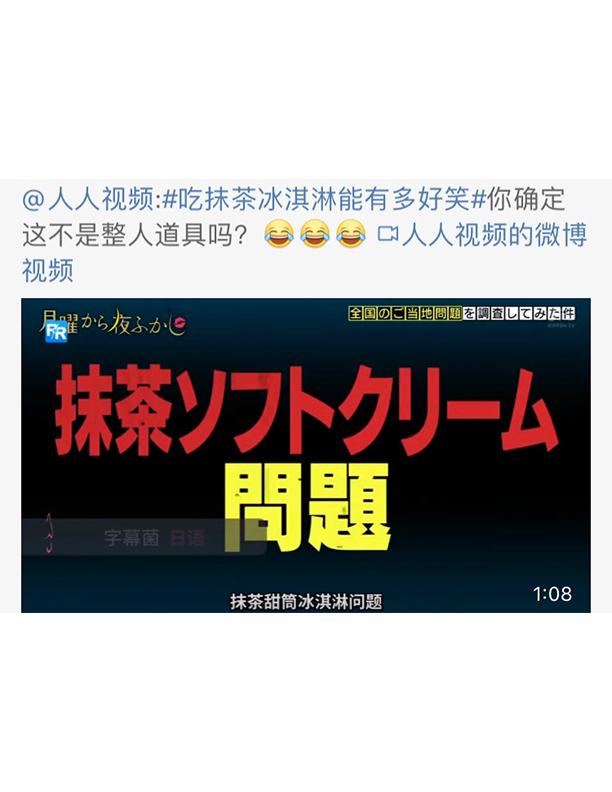 @人人视频:#吃抹茶冰淇淋能有多好笑#你确定
这不是整人道具吗？😂😂😂人人视频的微博
视频
月曜から夜ふかし
全国のご当地問題を調査してみた件
RR
抹茶ソフトクリーム
問題
字幕菌 日语
抹茶甜筒冰淇淋问题
1:08